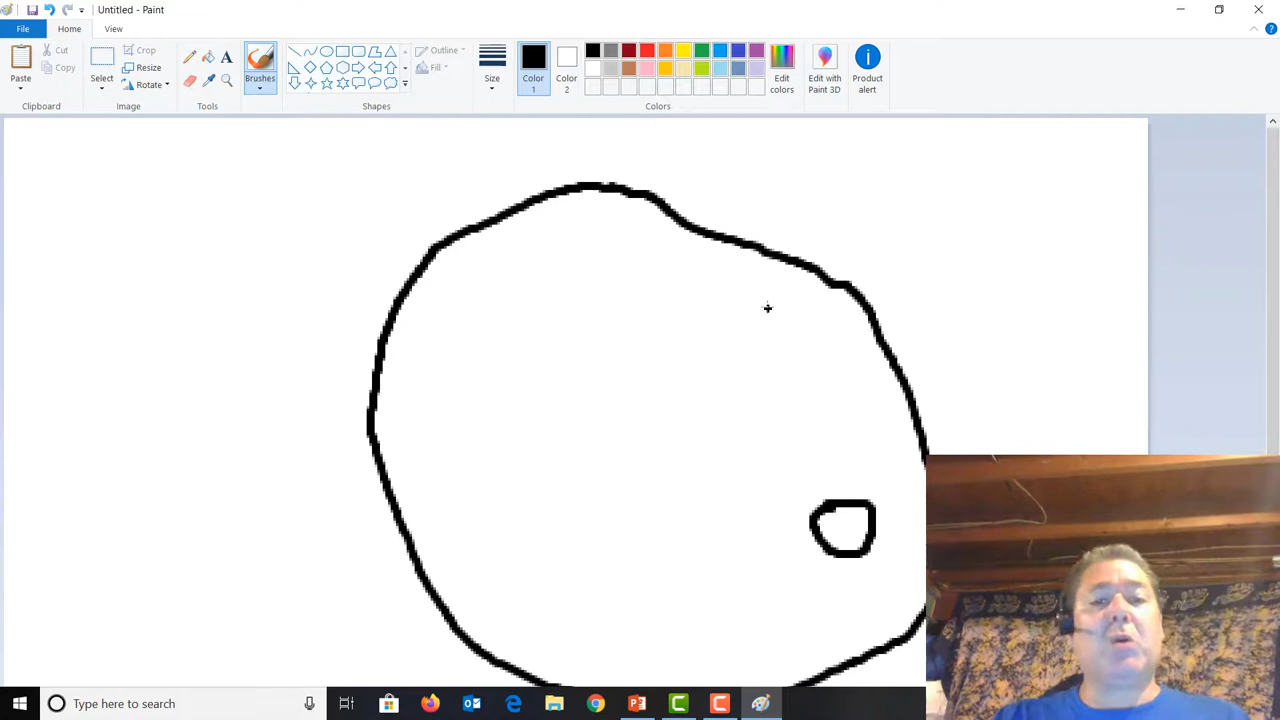 Untitled - Paint
File Home View
Paste
Cut
Copy
Clipboard
Select
Crop
Resize
Rotate
Image
A
Tools
Brushes
Outline
Fill
Shapes
Size
Color
1
Color
2
Edit
colors
Colors
Edit with
Paint 3D
Product
alert
Type here to search